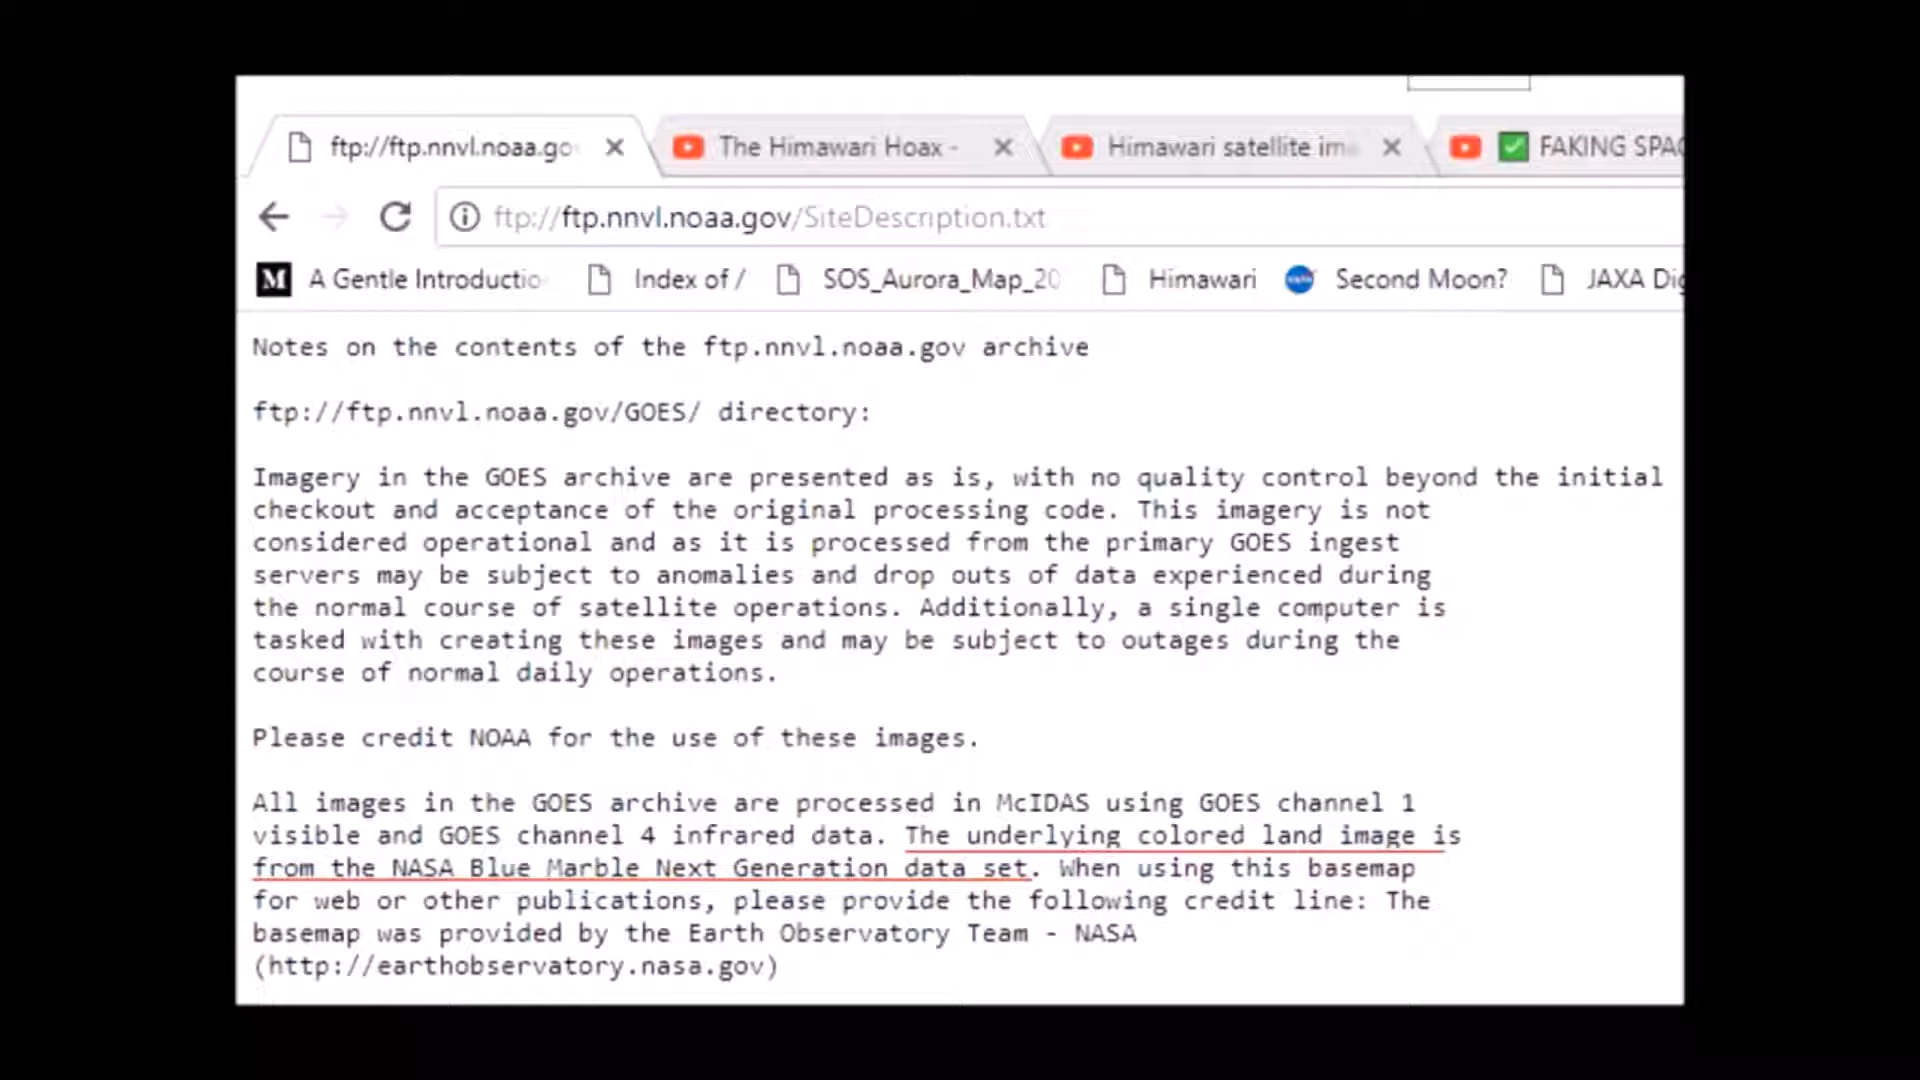 ftp://ftp.nnvl.noaa.go
The Himawari Hoax -
Himawari satellite im
FAKING SPAC
ftp://ftp.nnvl.noaa.gov/SiteDescription.txt
M A Gentle Introductio
Index of /
SOS_Aurora_Map_20
Himawari
Second Moon?
JAXA Dig
Notes on the contents of the ftp.nnvl.noaa.gov archive
ftp://ftp.nnvl.noaa.gov/GOES/ directory:
Imagery in the GOES archive are presented as is, with no quality control beyond the initial
checkout and acceptance of the original processing code. This imagery is not
considered operational and as it is processed from the primary GOES ingest
servers may be subject to anomalies and drop outs of data experienced during
the normal course of satellite operations. Additionally, a single computer is
tasked with creating these images and may be subject to outages during the
course of normal daily operations.
Please credit NOAA for the use of these images.
All images in the GOES archive are processed in McIDAS using GOES channel 1
visible and GOES channel 4 infrared data. The underlying colored land image is
from the NASA Blue Marble Next Generation data set. When using this basemap
for web or other publications, please provide the following credit line: The
basemap was provided by the Earth Observatory Team - NASA
(http://earthobservatory.nasa.gov)